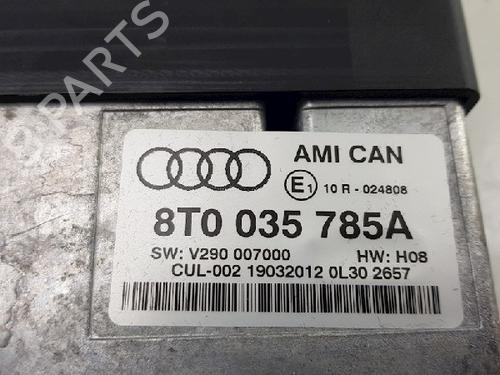 B-PARTS
AMI CAN
E1 10 R - 024808
8T0 035 785A
SW: V290 007000 HW: H08
CUL-002 19032012 0L30 2657